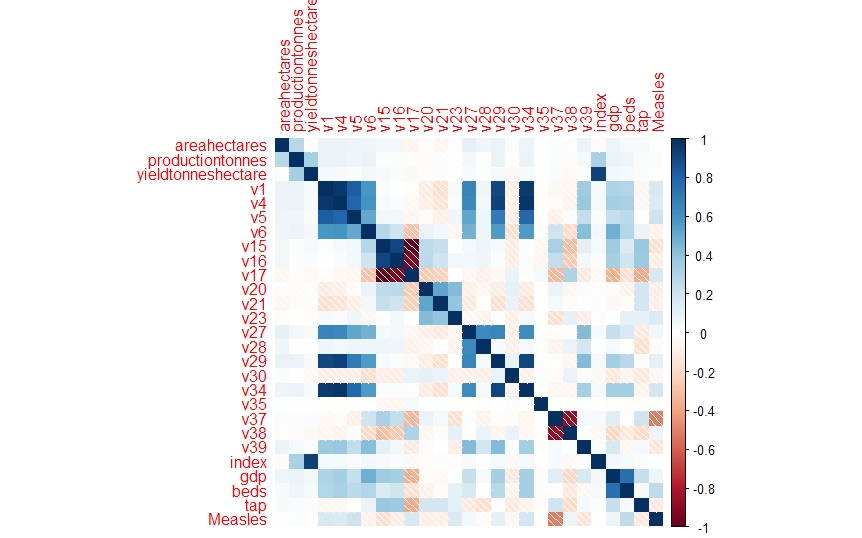 areahectares
productiontonnes
yieldtonneshectare
v1
v4
v5
v6
v15
v16
v17
v20
v21
v23
v27
v28
v29
v30
v34
v35
v37
v38
v39
index
gdp
beds
tap
Measles
areahectares
productiontonnes
yieldtonneshectare
v1
v4
v5
v6
v15
v16
v17
v20
v21
v23
v27
v28
v29
v30
v34
v35
v37
v38
v39
index
gdp
beds
tap
Measles
1
0.8
0.6
0.4
0.2
0
-0.2
-0.4
-0.6
-0.8
-1